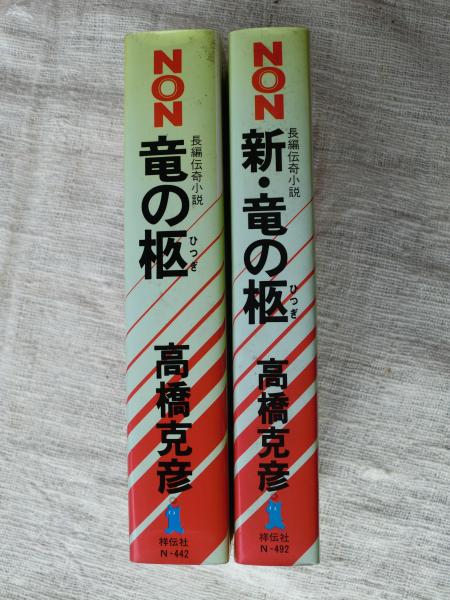 NON
長編伝奇小説
竜の柩
ひつぎ
高橋克彦
祥伝社
N-442
NON
長編伝奇小説
新・竜の柩
ひつぎ
高橋克彦
祥伝社
N-492